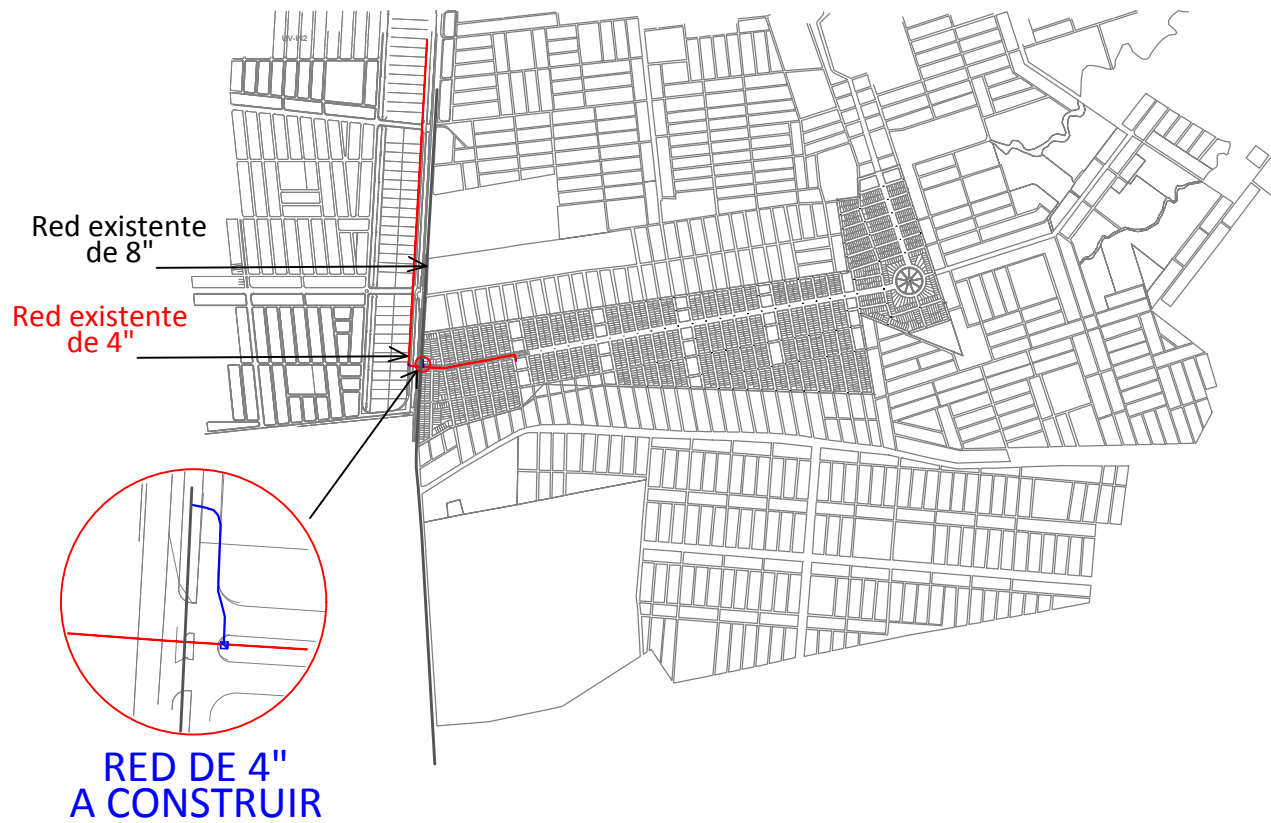 Red existente
de 8"
Red existente
de 4"
RED DE 4"
A CONSTRUIR